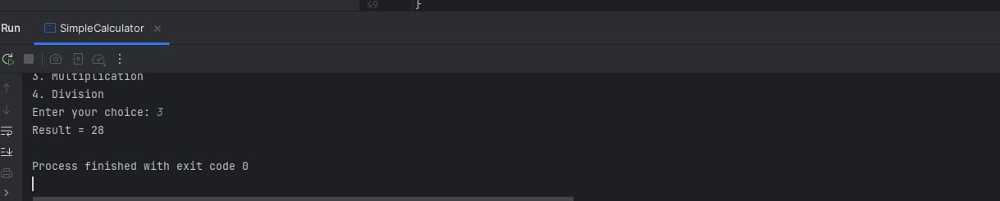 49 }
Run SimpleCalculator
3. Multiplication
4. Division
Enter your choice: 3
Result = 28
Process finished with exit code 0